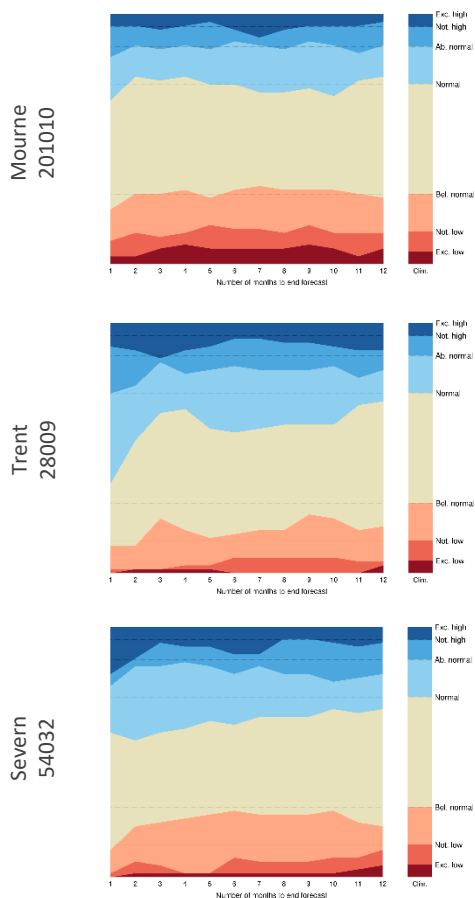 Mourne
201010
Exc. high
Not. high
Ab. normal
Normal
Bel. normal
Not. low
Exc. low
1 2 3 4 5 6 7 8 9 10 11 12 Clim.
Number of months to end forecast
Trent
28009
Exc. high
Not. high
Ab. normal
Normal
Bel. normal
Not. low
Exc. low
1 2 3 4 5 6 7 8 9 10 11 12 Clim.
Number of months to end forecast
Severn
54032
Exc. high
Not. high
Ab. normal
Normal
Bel. normal
Not. low
Exc. low
1 2 3 4 5 6 7 8 9 10 11 12 Clim.
Number of months to end forecast